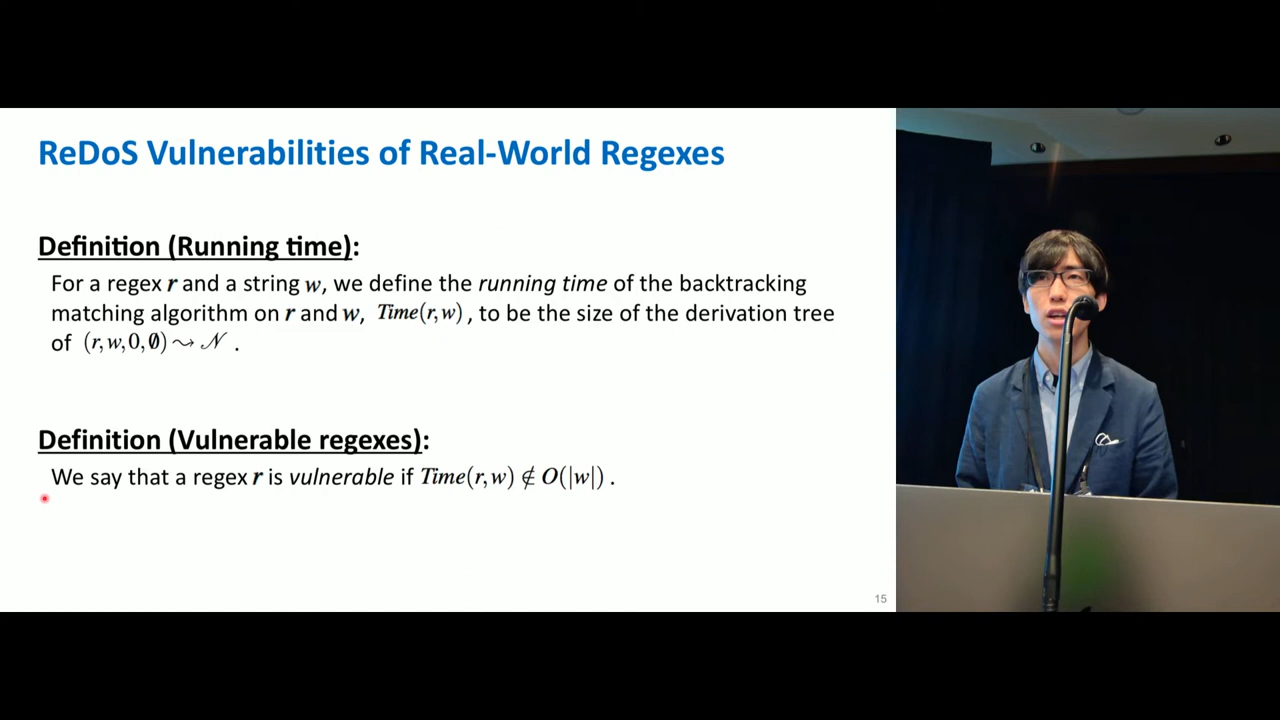 ReDoS Vulnerabilities of Real-World Regexes
Definition (Running time):
For a regex r and a string w, we define the running time of the backtracking
matching algorithm on r and w, Time(r,w), to be the size of the derivation tree
of (r,w,0,∅) ⤳ 𝒩 .
Definition (Vulnerable regexes):
We say that a regex r is vulnerable if Time(r,w) ∉ O(|w|) .
15